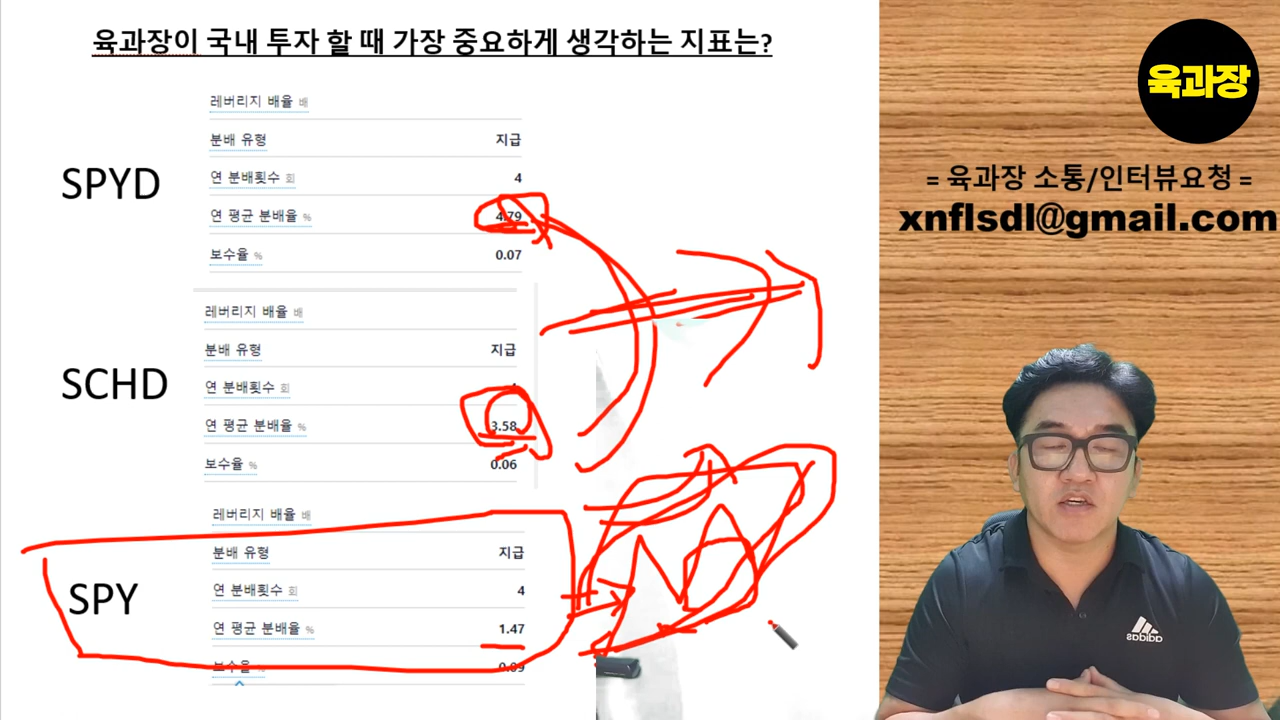 육과장이 국내 투자 할 때 가장 중요하게 생각하는 지표는?
육과장
= 육과장 소통/인터뷰요청 =
xnflsdl@gmail.com
SPYD
레버리지 배율 배
분배 유형 지급
연 분배횟수 회 4
연 평균 분배율 % 4.79
보수율 % 0.07
SCHD
레버리지 배율 배
분배 유형 지급
연 분배횟수 회
연 평균 분배율 % 3.58
보수율 % 0.06
SPY
레버리지 배율 배
분배 유형 지급
연 분배횟수 회 4
연 평균 분배율 % 1.47
보수율 % 0.09
adidas